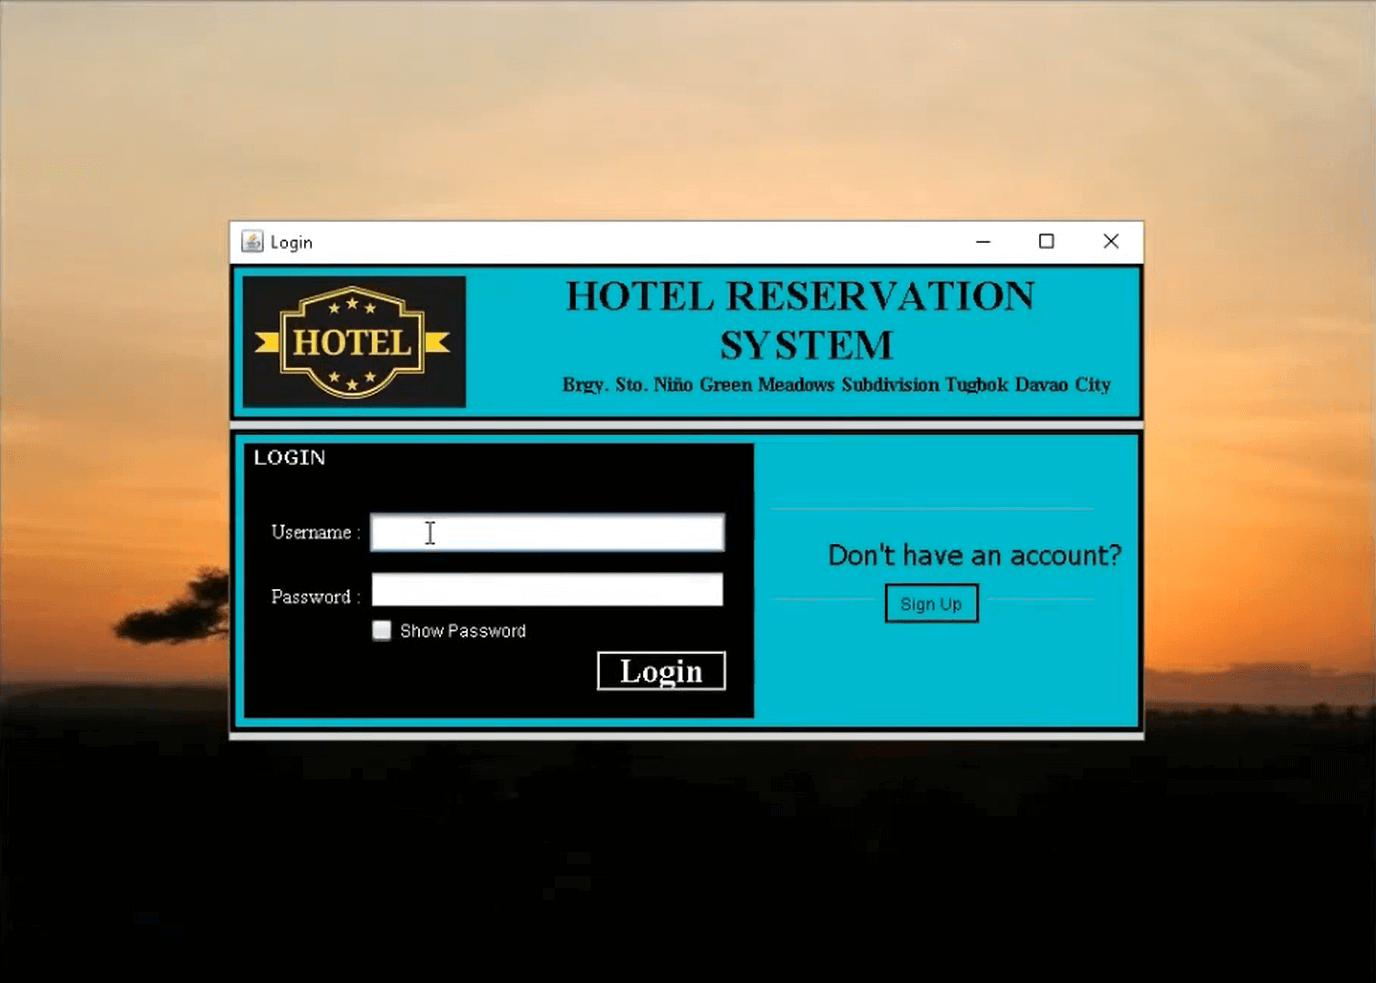 Login
HOTEL
HOTEL RESERVATION
SYSTEM
Brgy. Sto. Niño Green Meadows Subdivision Tugbok Davao City
LOGIN
Username :
Password :
Show Password
Login
Don't have an account?
Sign Up